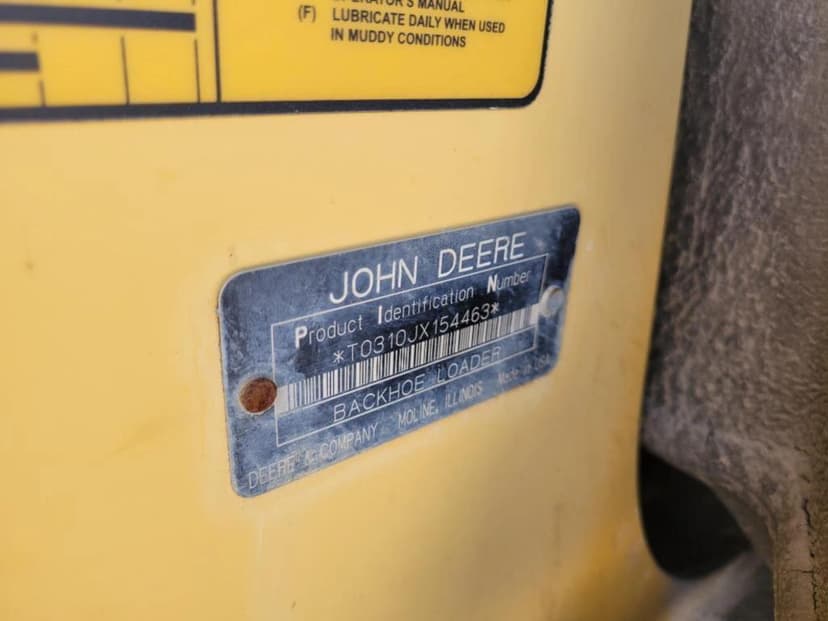 OPERATOR'S MANUAL
(F) LUBRICATE DAILY WHEN USED
IN MUDDY CONDITIONS
JOHN DEERE
Product Identification Number
*T0310JX154463*
BACKHOE LOADER
DEERE & COMPANY MOLINE, ILLINOIS Made in USA